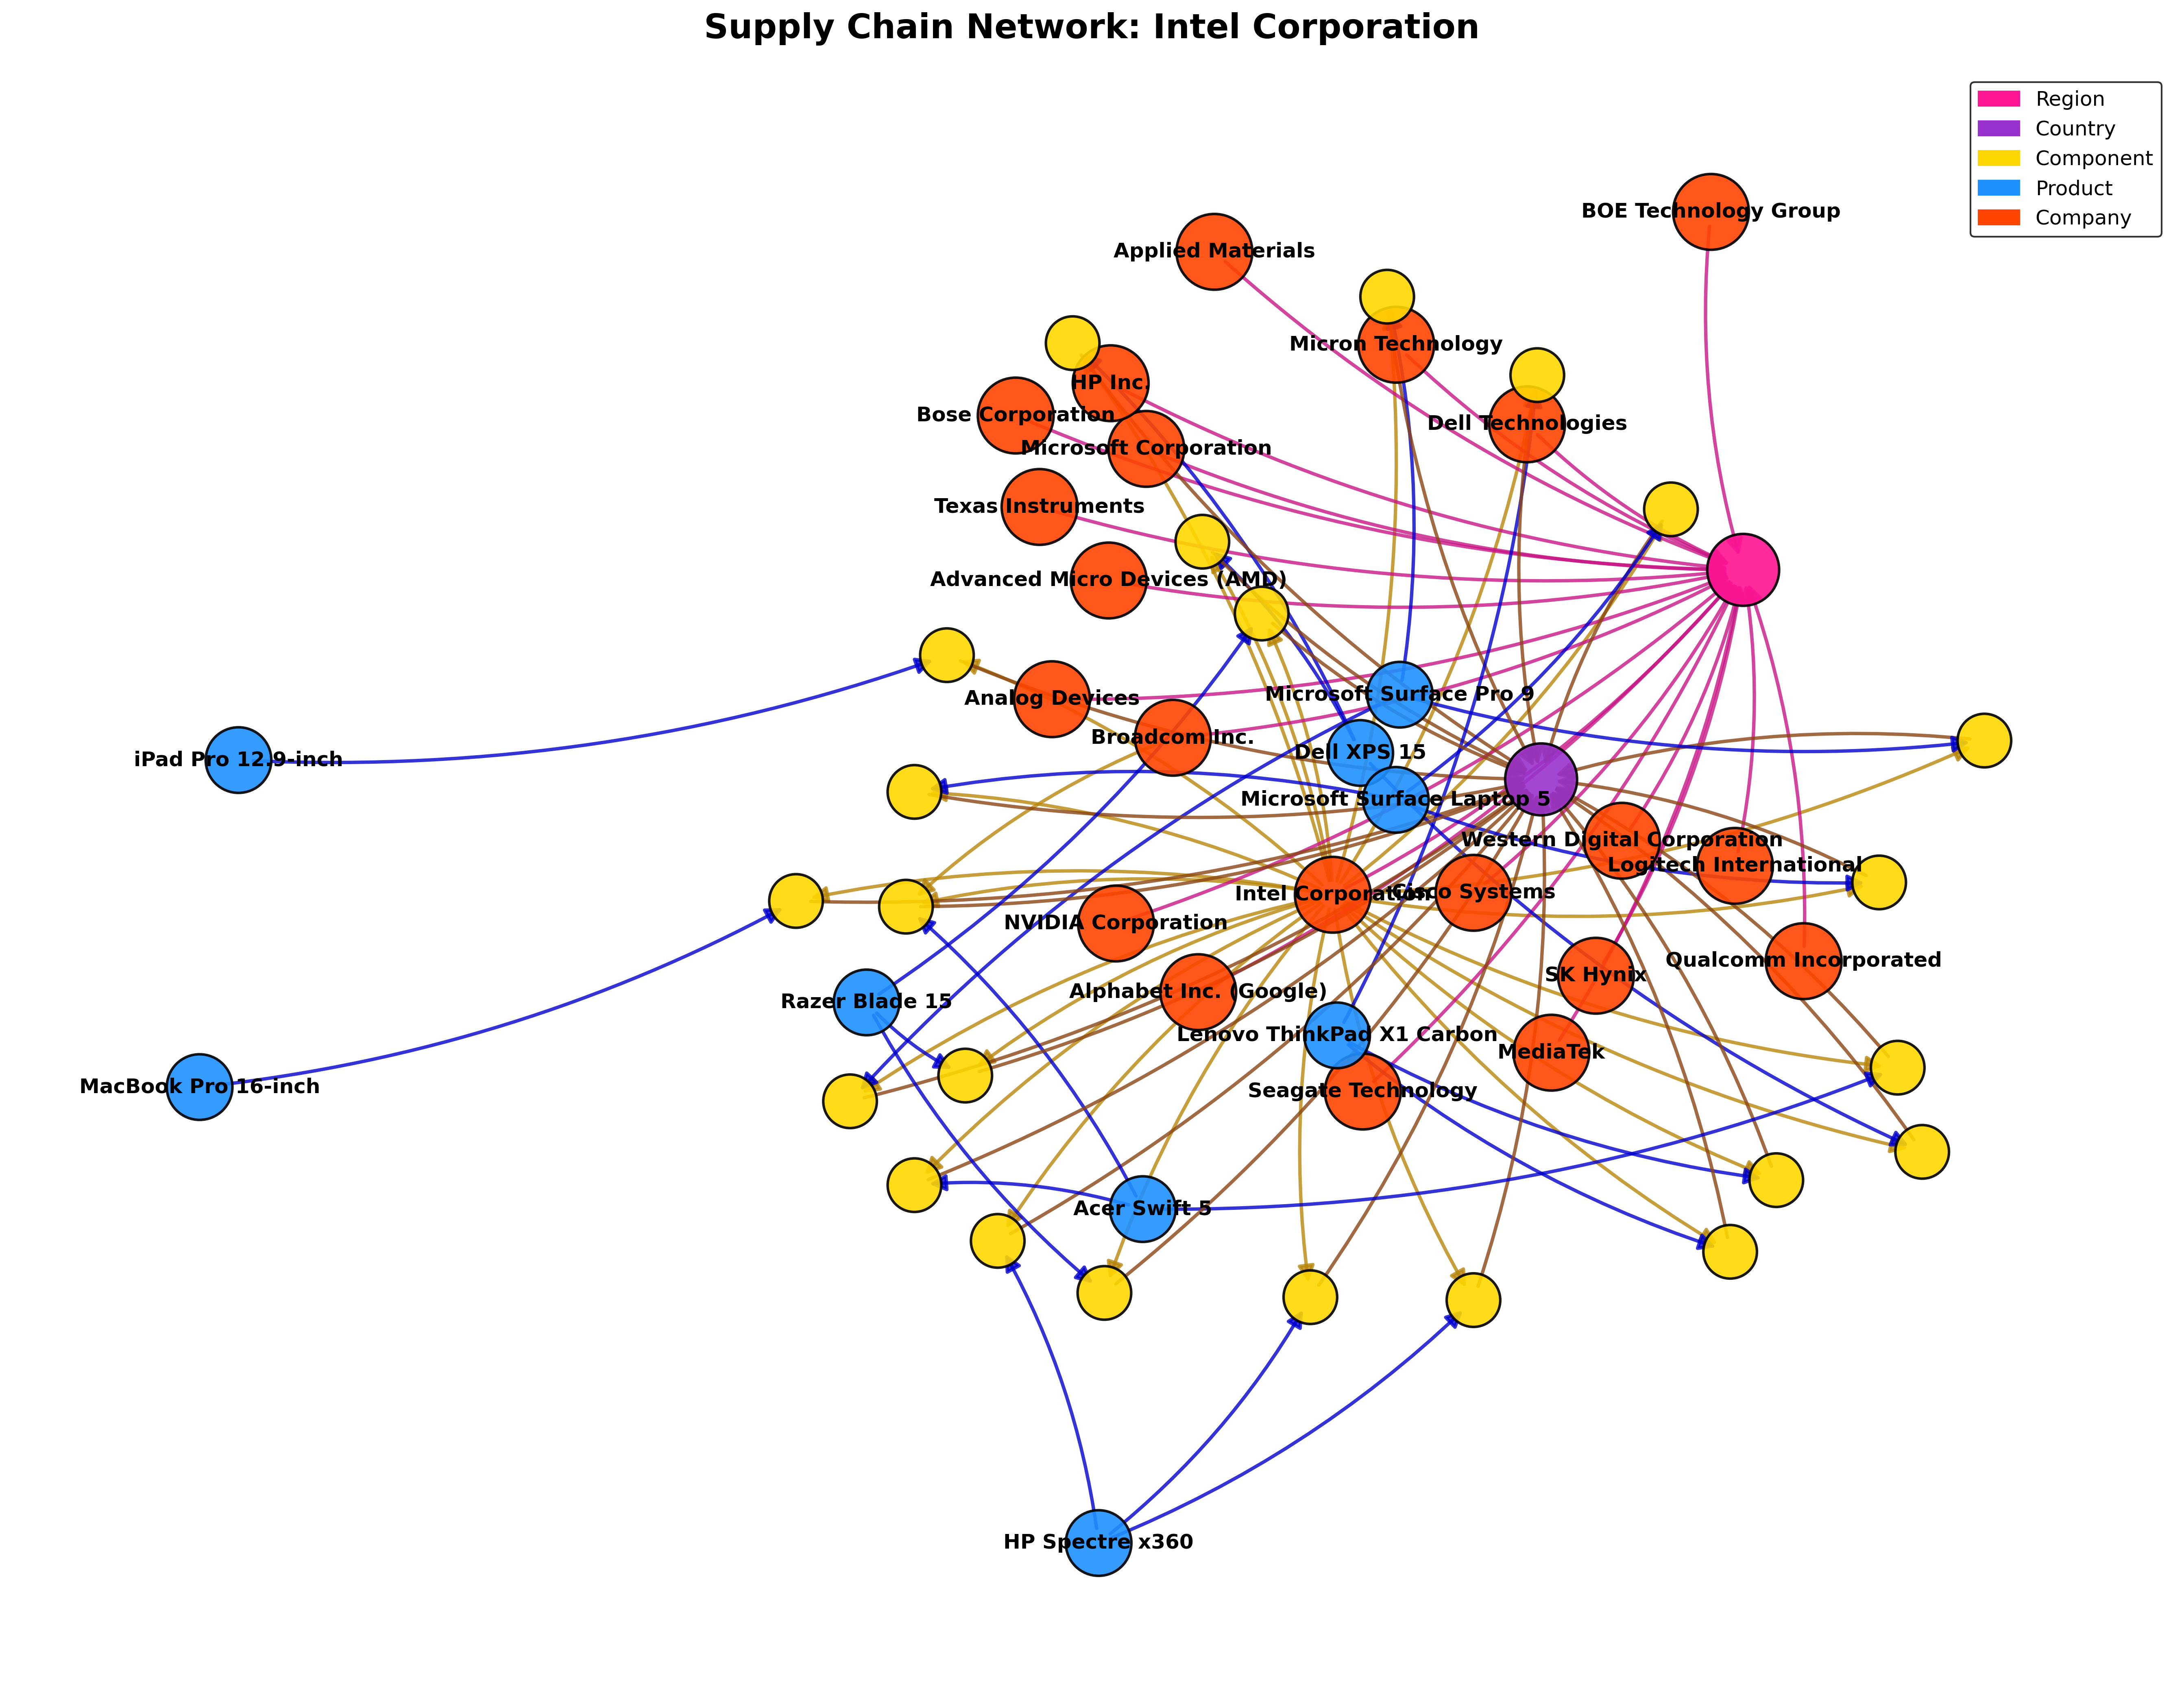 Supply Chain Network: Intel Corporation
Region
Country
Component
Product
Company
BOE Technology Group
Applied Materials
Micron Technology
HP Inc.
Bose Corporation
Dell Technologies
Microsoft Corporation
Texas Instruments
Advanced Micro Devices (AMD)
Microsoft Surface Pro 9
Analog Devices
Broadcom Inc.
Dell XPS 15
iPad Pro 12.9-inch
Microsoft Surface Laptop 5
Western Digital Corporation
Logitech International
Intel Corporation
Cisco Systems
NVIDIA Corporation
Qualcomm Incorporated
SK Hynix
Alphabet Inc. (Google)
Razer Blade 15
Lenovo ThinkPad X1 Carbon
MediaTek
MacBook Pro 16-inch
Seagate Technology
Acer Swift 5
HP Spectre x360